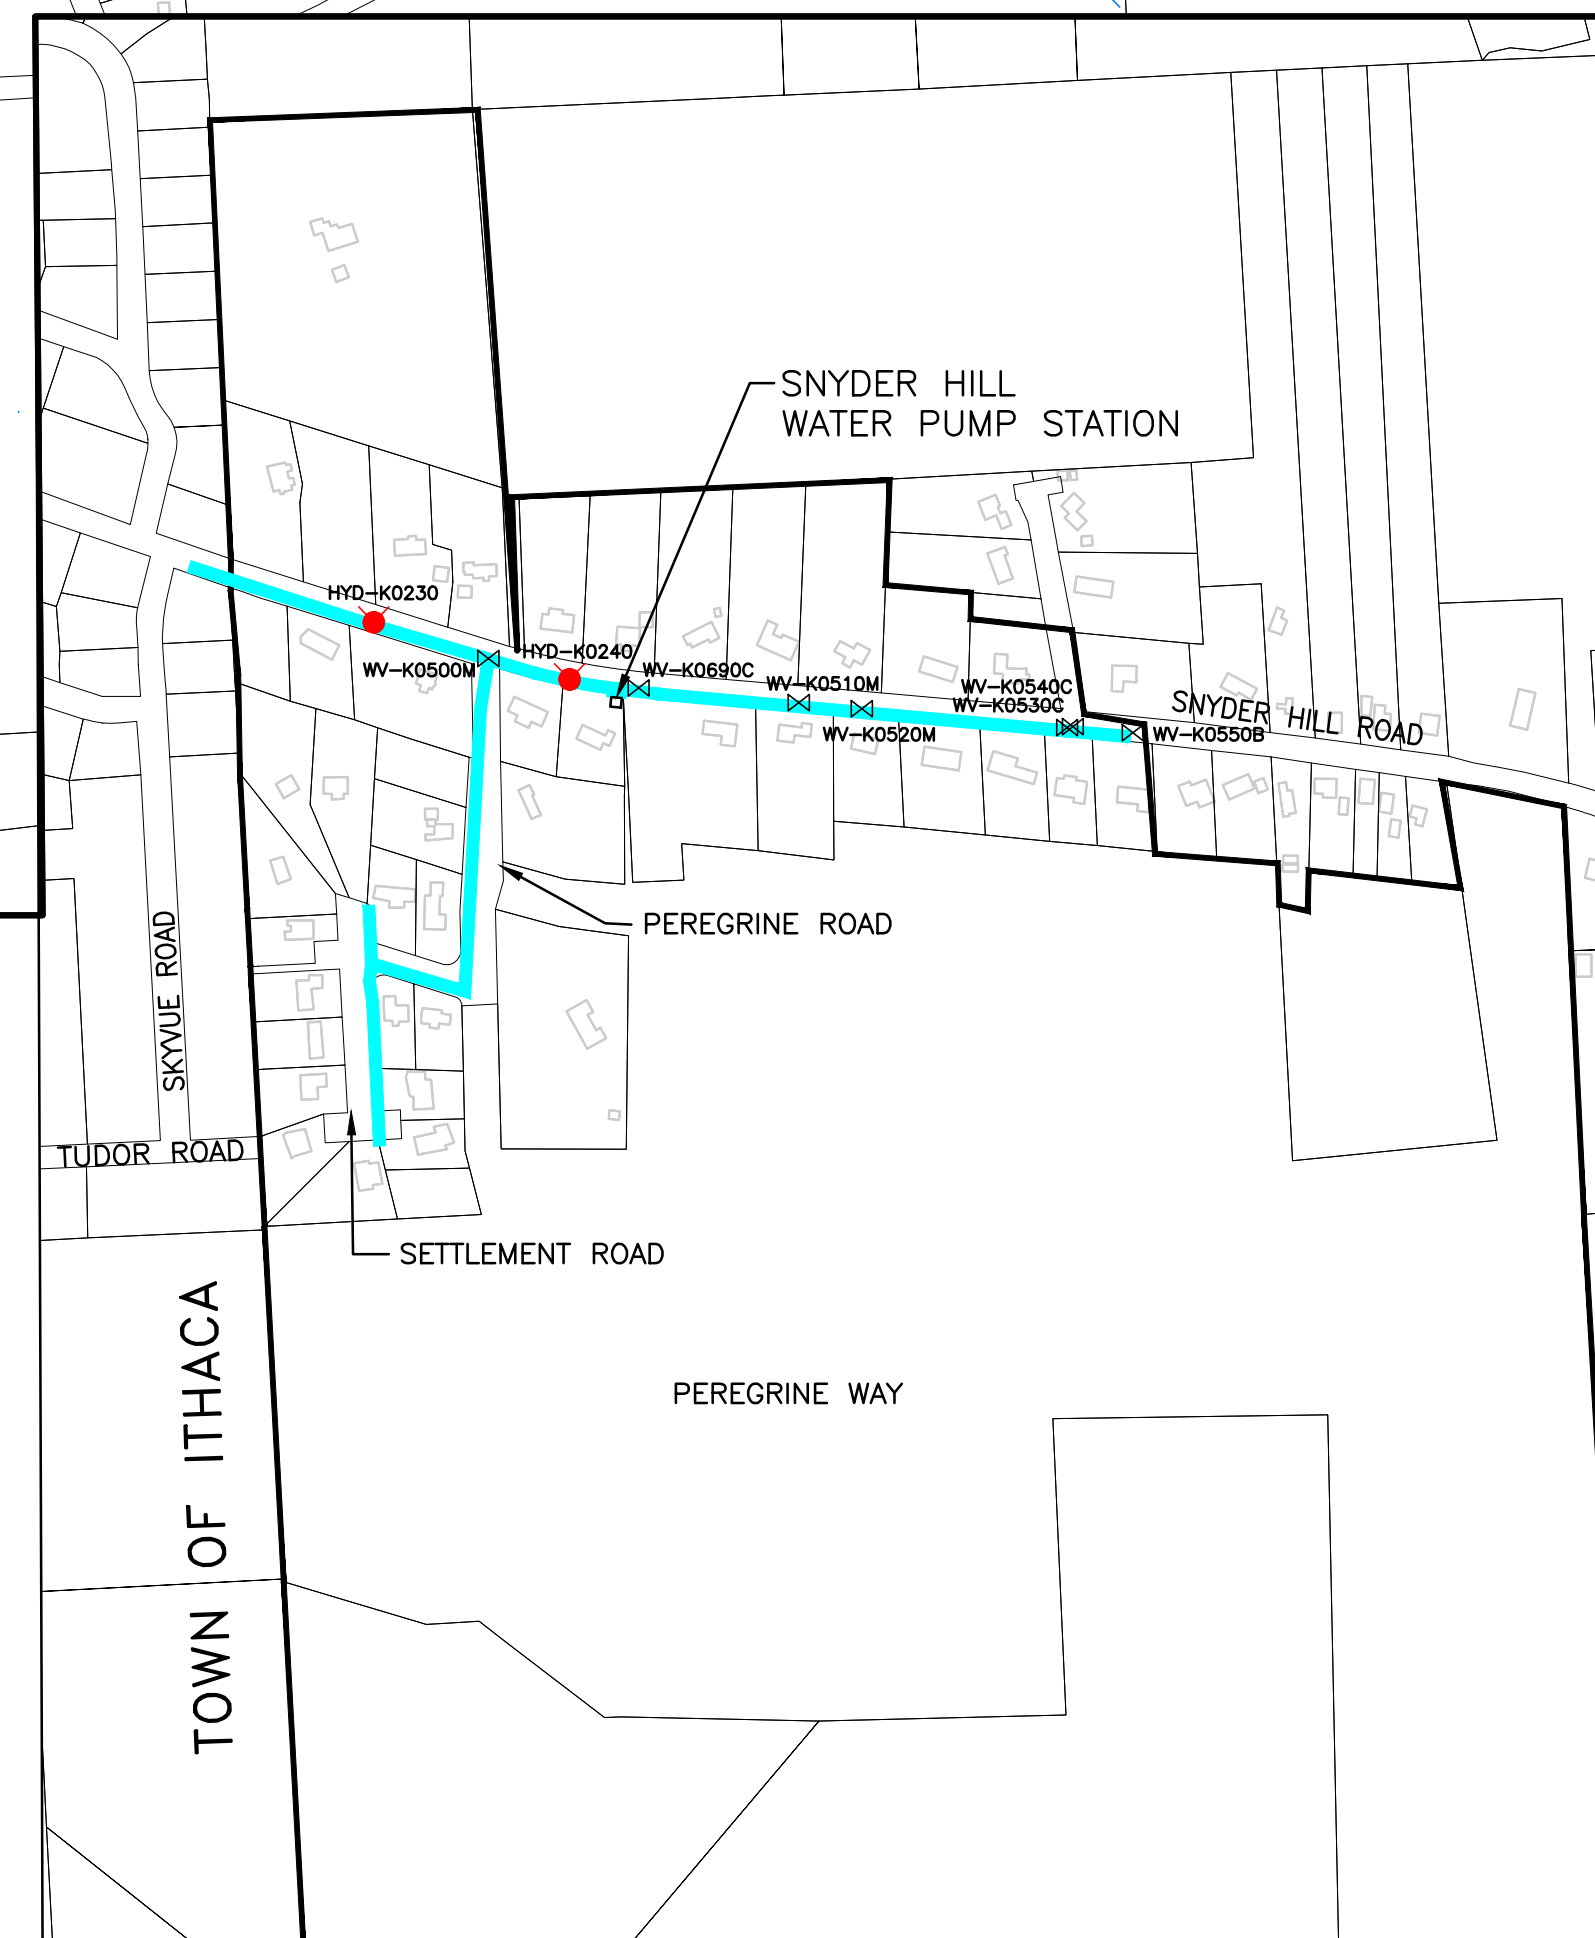 SNYDER HILL
WATER PUMP STATION
HYD-K0230
HYD-K0240
WV-K0500M
WV-K0690C
WV-K0510M
WV-K0540C
WV-K0530C
WV-K0520M
WV-K0550B
SNYDER HILL ROAD
PEREGRINE ROAD
SKYVUE ROAD
TUDOR ROAD
SETTLEMENT ROAD
TOWN OF ITHACA
PEREGRINE WAY